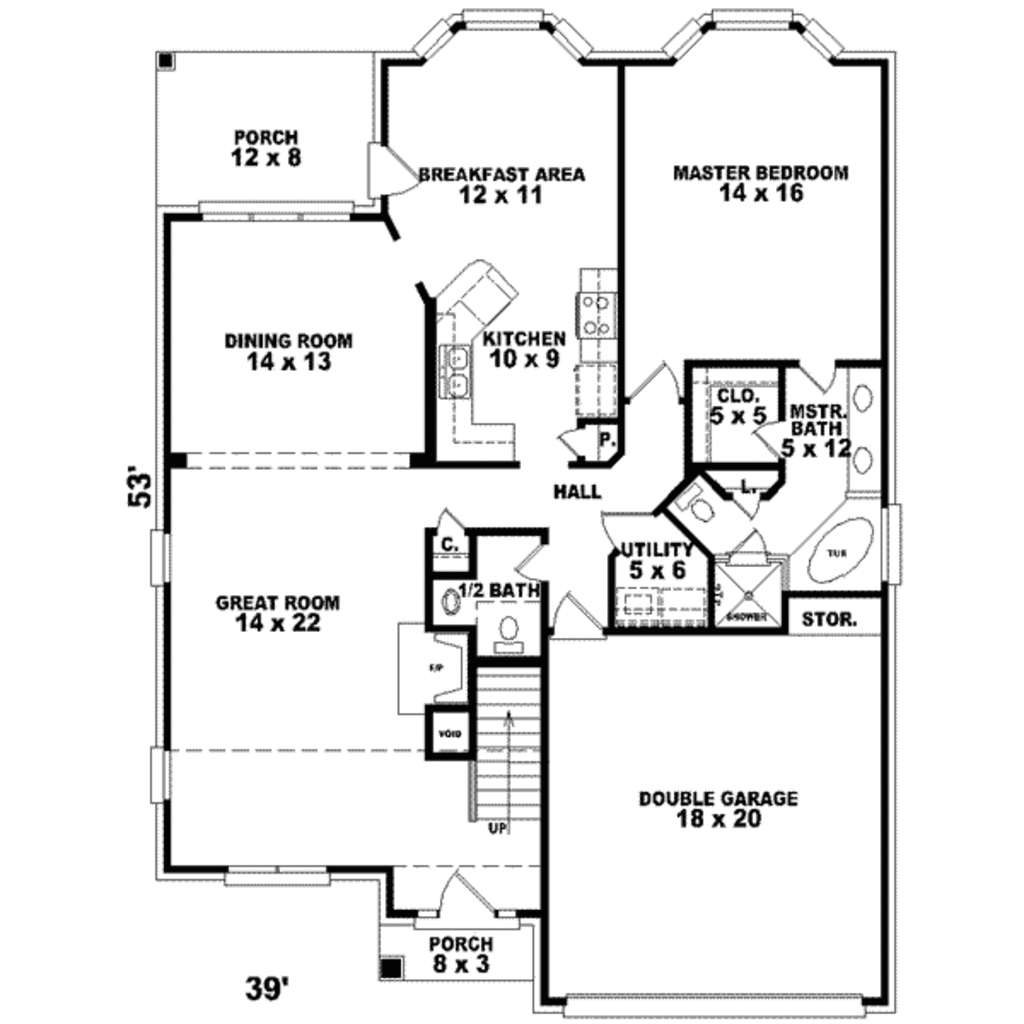 PORCH
12 x 8
BREAKFAST AREA
12 x 11
MASTER BEDROOM
14 x 16
DINING ROOM
14 x 13
KITCHEN
10 x 9
CLO.
5 x 5
MSTR.
BATH
5 x 12
P.
L.
HALL
53'
C.
UTILITY
5 x 6
TUB
1/2 BATH
GREAT ROOM
14 x 22
SHOWER
STOR.
F/P
VOID
UP
DOUBLE GARAGE
18 x 20
PORCH
8 x 3
39'